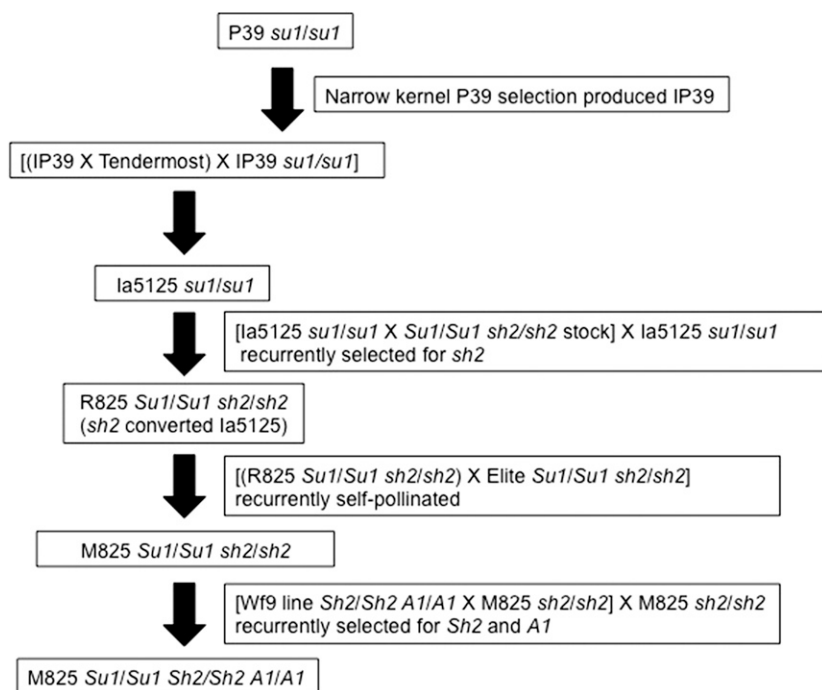 P39 su1/su1
Narrow kernel P39 selection produced IP39
[(IP39 X Tendermost) X IP39 su1/su1]
Ia5125 su1/su1
[Ia5125 su1/su1 X Su1/Su1 sh2/sh2 stock] X Ia5125 su1/su1
recurrently selected for sh2
R825 Su1/Su1 sh2/sh2
(sh2 converted Ia5125)
[(R825 Su1/Su1 sh2/sh2) X Elite Su1/Su1 sh2/sh2]
recurrently self-pollinated
M825 Su1/Su1 sh2/sh2
[Wf9 line Sh2/Sh2 A1/A1 X M825 sh2/sh2] X M825 sh2/sh2
recurrently selected for Sh2 and A1
M825 Su1/Su1 Sh2/Sh2 A1/A1